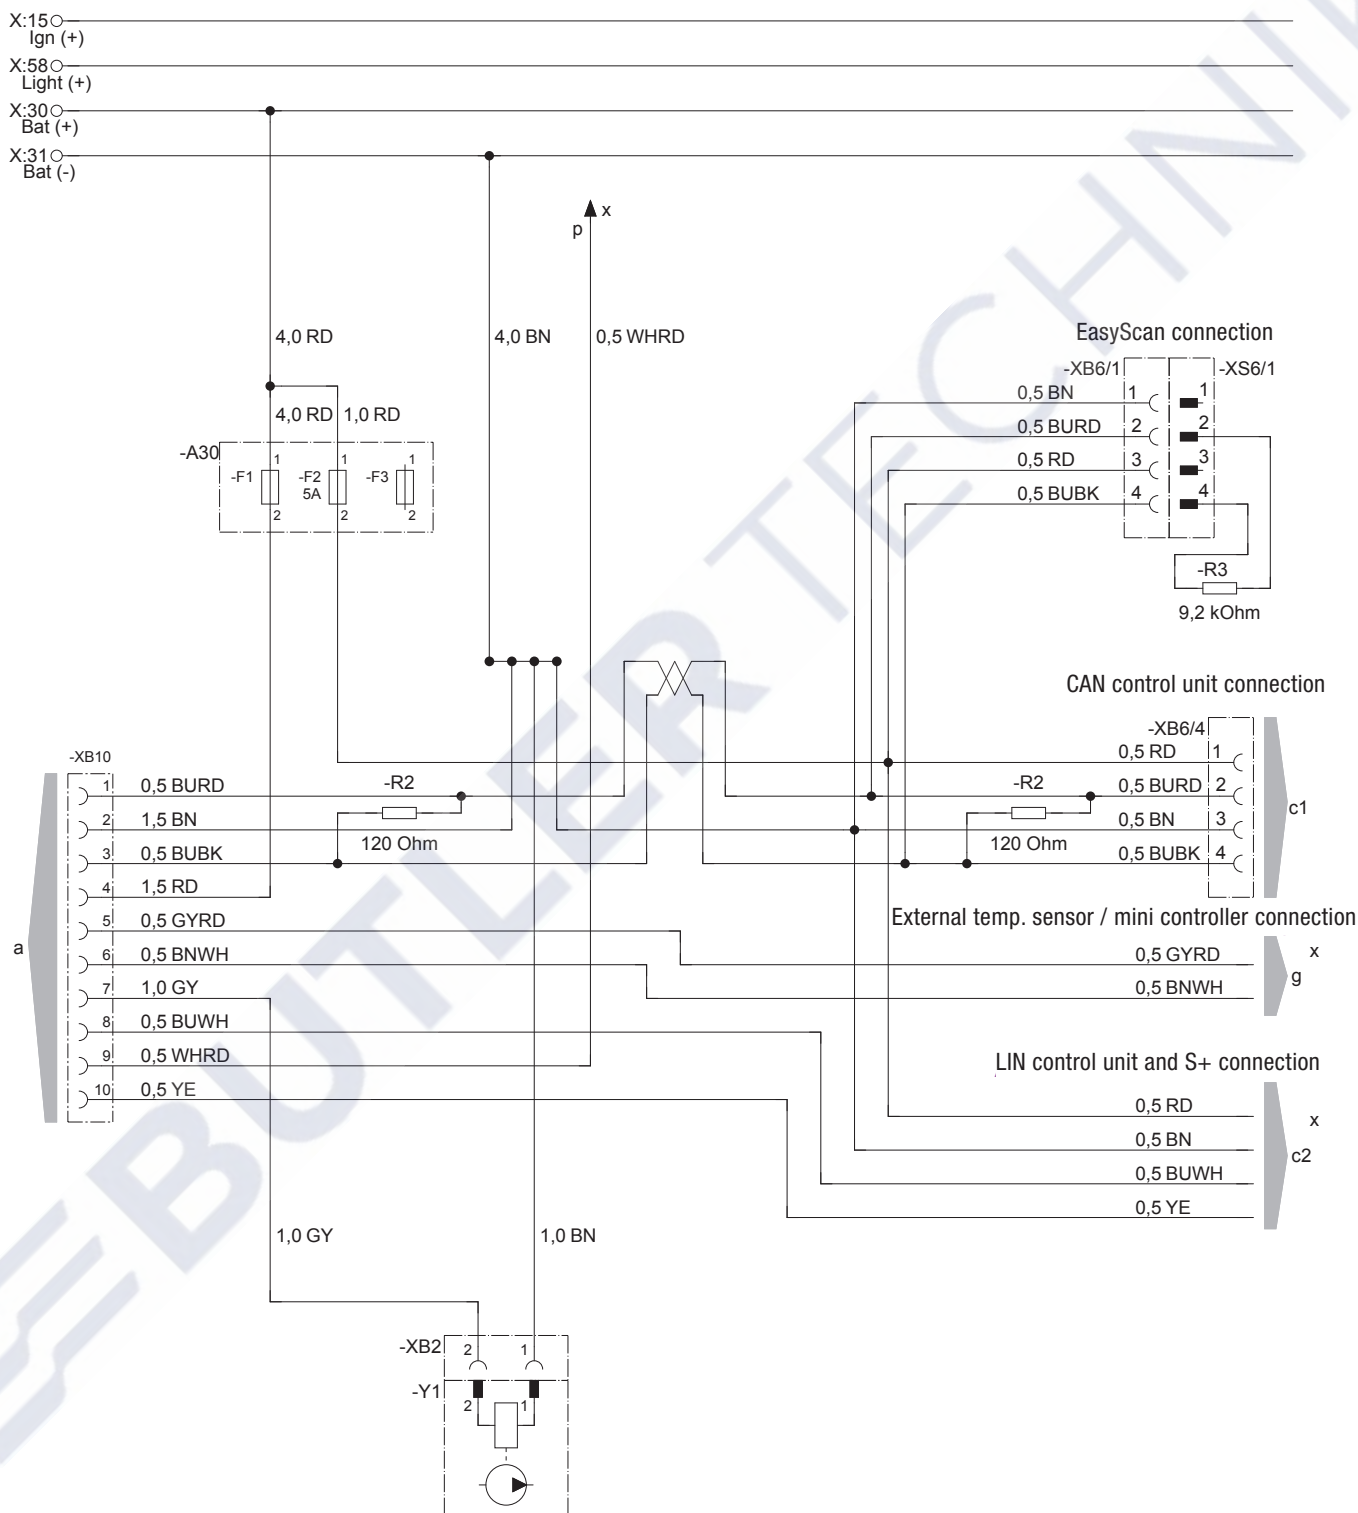 X:15
Ign (+)
X:58
Light (+)
X:30
Bat (+)
X:31
Bat (-)
x
p
4,0 RD
4,0 BN
0,5 WHRD
4,0 RD
1,0 RD
-A30
-F1
1
2
-F2
5A
1
2
-F3
1
2
EasyScan connection
-XB6/1
-XS6/1
0,5 BN
1
1
0,5 BURD
2
2
0,5 RD
3
3
0,5 BUBK
4
4
-R3
9,2 kOhm
CAN control unit connection
-XB6/4
0,5 RD
1
0,5 BURD
2
0,5 BN
3
0,5 BUBK
4
c1
-R2
120 Ohm
-R2
120 Ohm
-XB10
a
1
0,5 BURD
2
1,5 BN
3
0,5 BUBK
4
1,5 RD
5
0,5 GYRD
6
0,5 BNWH
7
1,0 GY
8
0,5 BUWH
9
0,5 WHRD
10
0,5 YE
External temp. sensor / mini controller connection
0,5 GYRD
0,5 BNWH
x
g
LIN control unit and S+ connection
0,5 RD
0,5 BN
0,5 BUWH
0,5 YE
x
c2
1,0 GY
1,0 BN
-XB2
2
1
-Y1
2
1
BUTLER TECHNIK